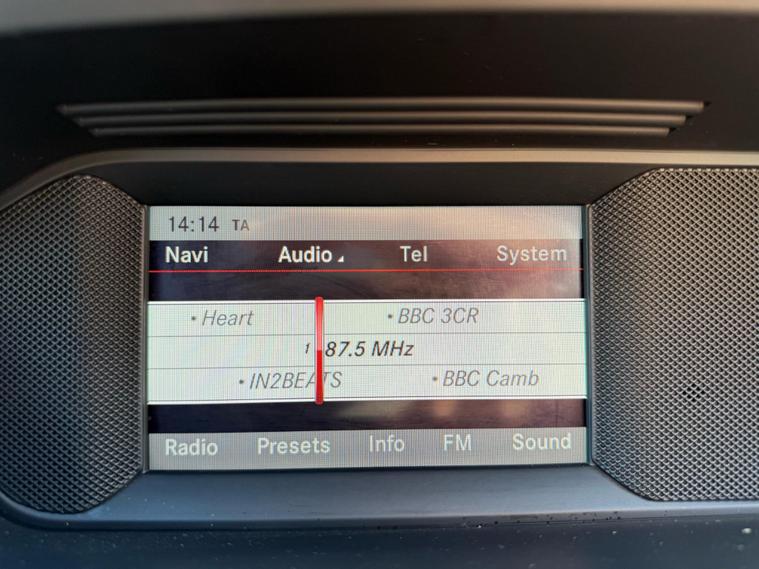 14:14 TA
Navi Audio Tel System
• Heart • BBC 3CR
1 87.5 MHz
• IN2BEATS • BBC Camb
Radio Presets Info FM Sound